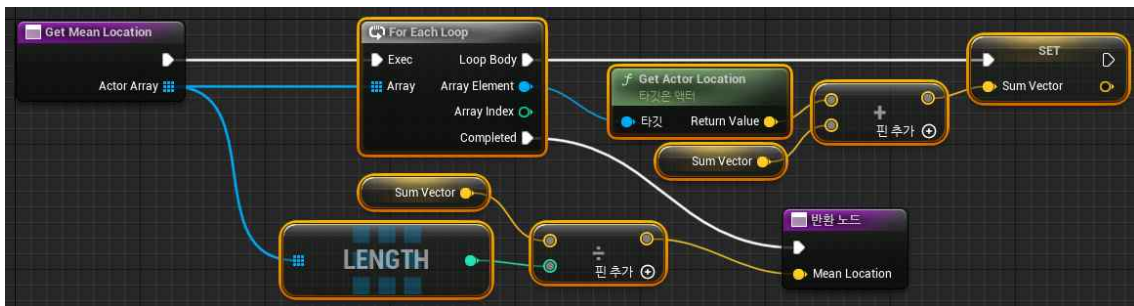 Get Mean Location
Actor Array
For Each Loop
Exec
Loop Body
Array
Array Element
Array Index
Completed
Get Actor Location
타깃은 액터
타깃
Return Value
Sum Vector
+
핀 추가
SET
Sum Vector
Sum Vector
LENGTH
÷
핀 추가
반환 노드
Mean Location